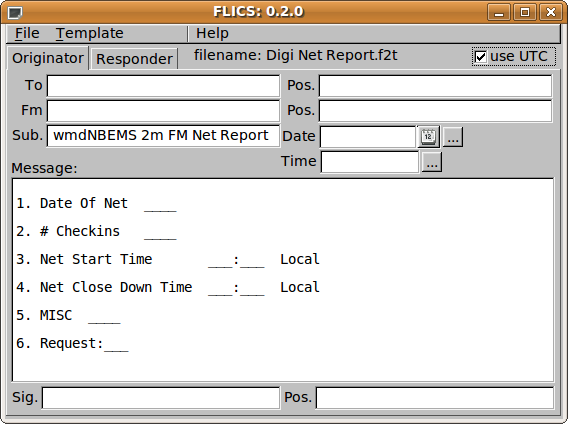 FLICS: 0.2.0
File Template Help
Originator Responder filename: Digi Net Report.f2t use UTC
To Pos.
Fm Pos.
Sub. wmdNBEMS 2m FM Net Report Date 12 ...
Time ...
Message:
1. Date Of Net ____
2. # Checkins ____
3. Net Start Time ___:___ Local
4. Net Close Down Time ___:___ Local
5. MISC ____
6. Request:___
Sig. Pos.